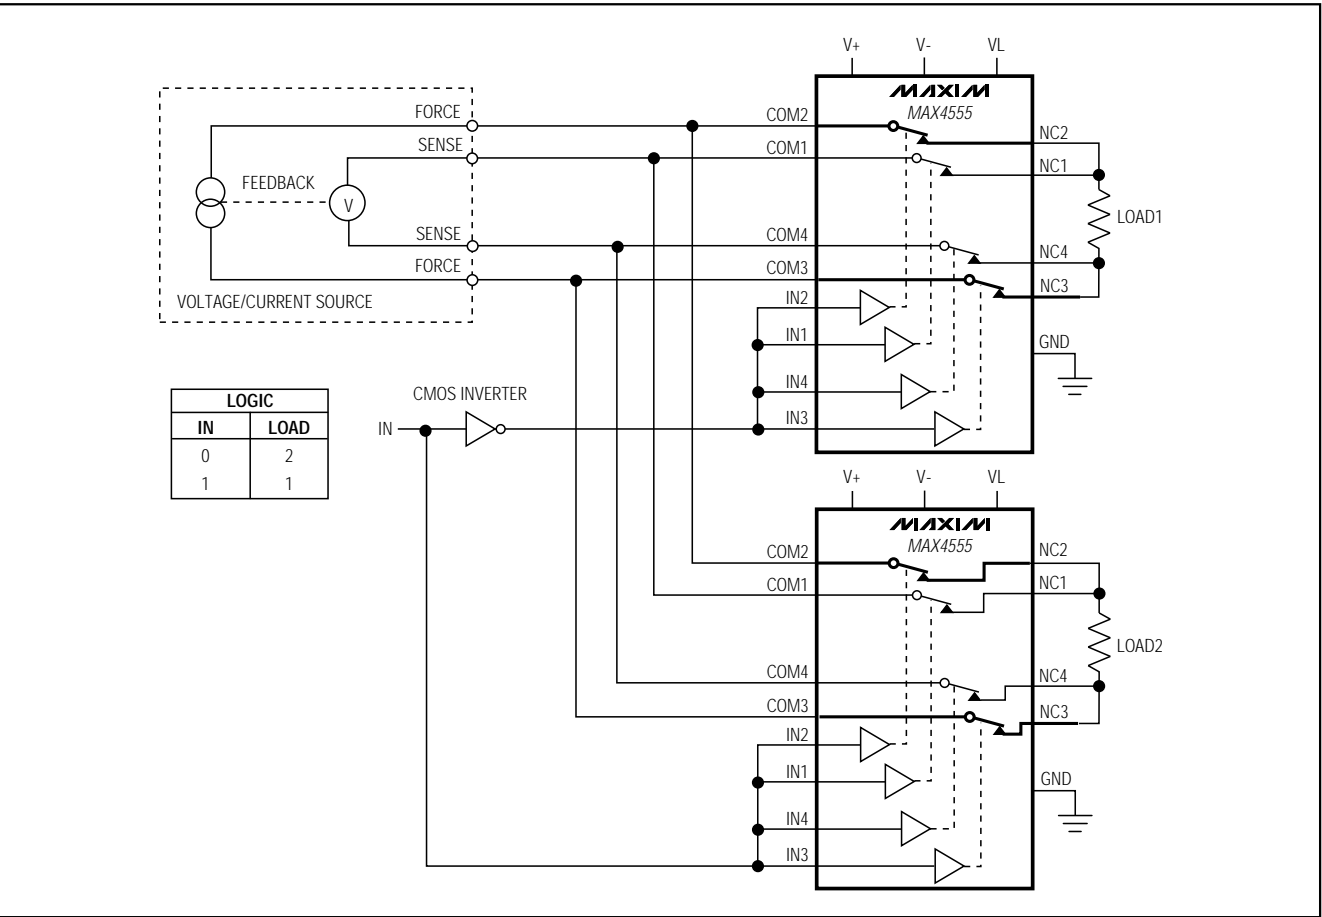 V+ V- VL
MAXIM
MAX4555
FORCE
SENSE
FEEDBACK
V
SENSE
FORCE
VOLTAGE/CURRENT SOURCE
COM2
COM1
COM4
COM3
IN2
IN1
IN4
IN3
NC2
NC1
LOAD1
NC4
NC3
GND
LOGIC
IN LOAD
0 2
1 1
CMOS INVERTER
IN
V+ V- VL
MAXIM
MAX4555
COM2
COM1
COM4
COM3
IN2
IN1
IN4
IN3
NC2
NC1
LOAD2
NC4
NC3
GND